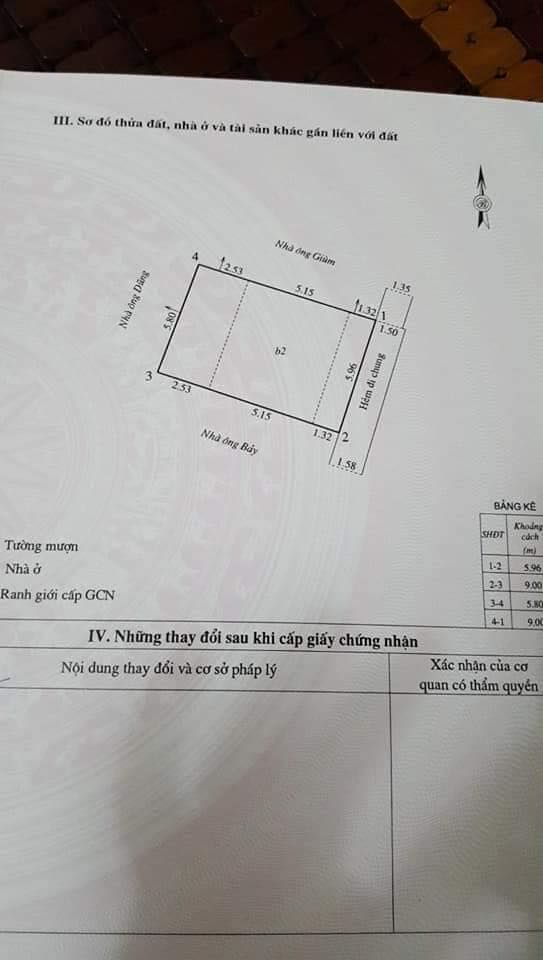 III. Sơ đồ thửa đất, nhà ở và tài sản khác gắn liền với đất
Nhà ông Giùm
Nhà ông Dăng
4
2.53
5.15
1.32
1
1.35
1.50
5.80
b2
5.96
Hẻm đi chung
3
2.53
5.15
1.32
2
1.58
Nhà ông Bảy
BẢNG KÊ
SHĐT Khoảng cách (m)
1-2 5.96
2-3 9.00
3-4 5.80
4-1 9.00
Tường mượn
Nhà ở
Ranh giới cấp GCN
IV. Những thay đổi sau khi cấp giấy chứng nhận
Nội dung thay đổi và cơ sở pháp lý
Xác nhận của cơ
quan có thẩm quyền